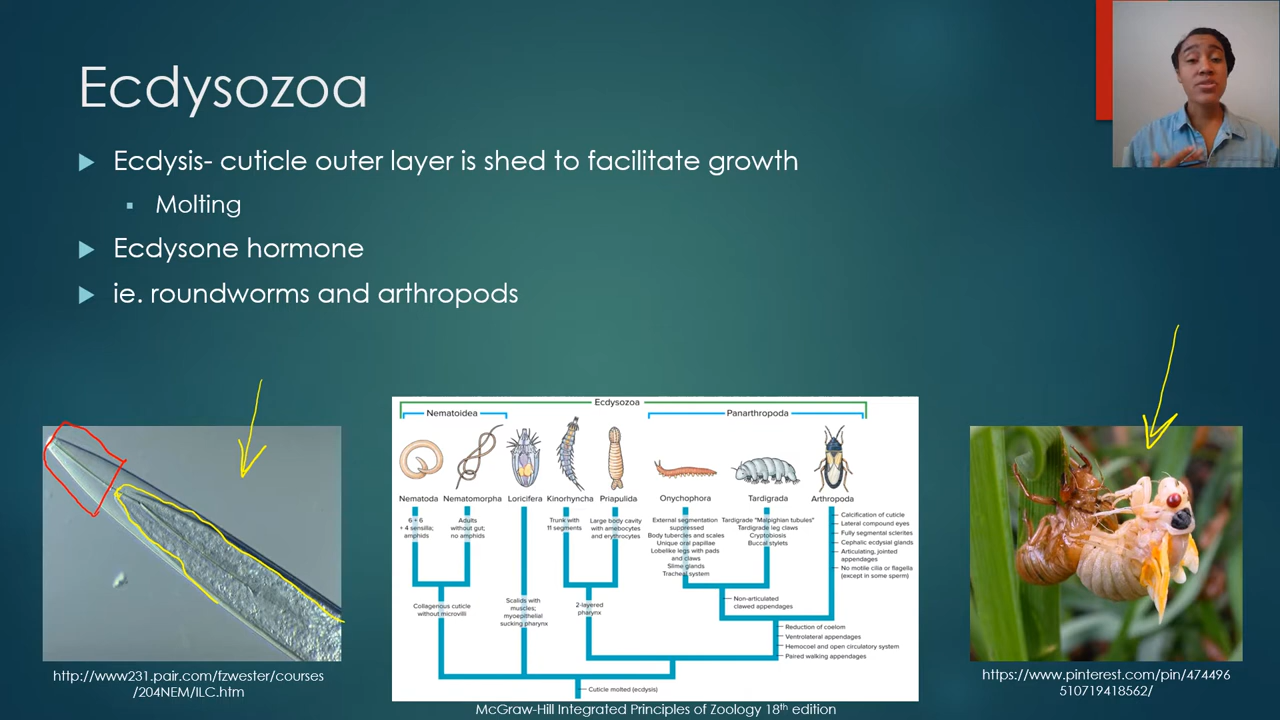 Ecdysozoa
Ecdysis- cuticle outer layer is shed to facilitate growth
Molting
Ecdysone hormone
ie. roundworms and arthropods
Ecdysozoa
Nematoidea
Panarthropoda
Nematoda
Nematomorpha
Loricifera
Kinorhyncha
Priapulida
Onychophora
Tardigrada
Arthropoda
6 + 6
+ 4 sensilla;
amphids
Adults
without gut;
no amphids
Trunk with
11 segments
Large body cavity
with amebocytes
and erythrocytes
External segmentation
suppressed
Body tubercles and scales
Unique oral papillae
Lobelike legs with pads
and claws
Slime glands
Tracheal system
Tardigrade "Malpighian tubules"
Tardigrade leg claws
Cryptobiosis
Buccal stylets
Calcification of cuticle
Lateral compound eyes
Fully segmental sclerites
Cephalic ecdysial glands
Articulating, jointed
appendages
No motile cilia or flagella
(except in some sperm)
Collagenous cuticle
without microvilli
Scalids with
muscles;
myoepithelial
sucking pharynx
2-layered
pharynx
Non-articulated
clawed appendages
Reduction of coelom
Ventrolateral appendages
Hemocoel and open circulatory system
Paired walking appendages
Cuticle molted (ecdysis)
http://www231.pair.com/fzwester/courses
/204NEM/ILC.htm
McGraw-Hill Integrated Principles of Zoology 18th edition
https://www.pinterest.com/pin/474496
510719418562/